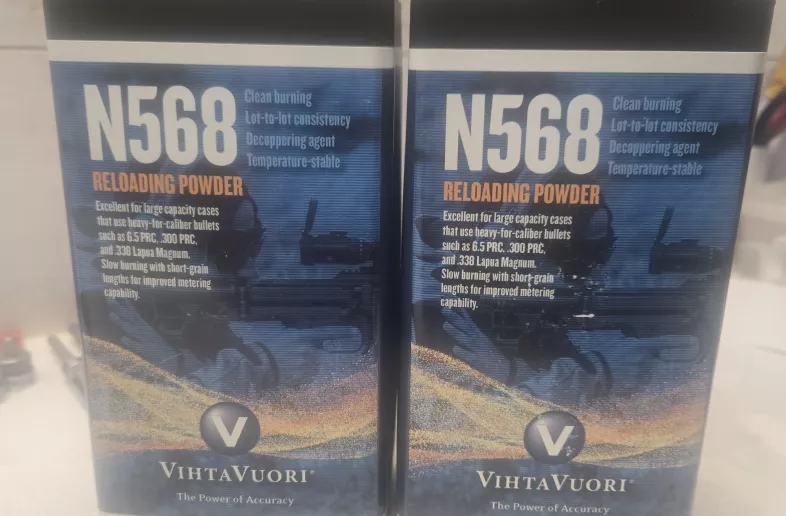 N568
Clean burning
Lot-to-lot consistency
Decoppering agent
Temperature-stable
RELOADING POWDER
Excellent for large capacity cases
that use heavy-for-caliber bullets
such as 6.5 PRC, .300 PRC,
and .338 Lapua Magnum.
Slow burning with short-grain
lengths for improved metering
capability.
V
VIHTAVUORI®
The Power of Accuracy
N568
Clean burning
Lot-to-lot consistency
Decoppering agent
Temperature-stable
RELOADING POWDER
Excellent for large capacity cases
that use heavy-for-caliber bullets
such as 6.5 PRC, .300 PRC,
and .338 Lapua Magnum.
Slow burning with short-grain
lengths for improved metering
capability.
V
VIHTAVUORI®
The Power of Accuracy